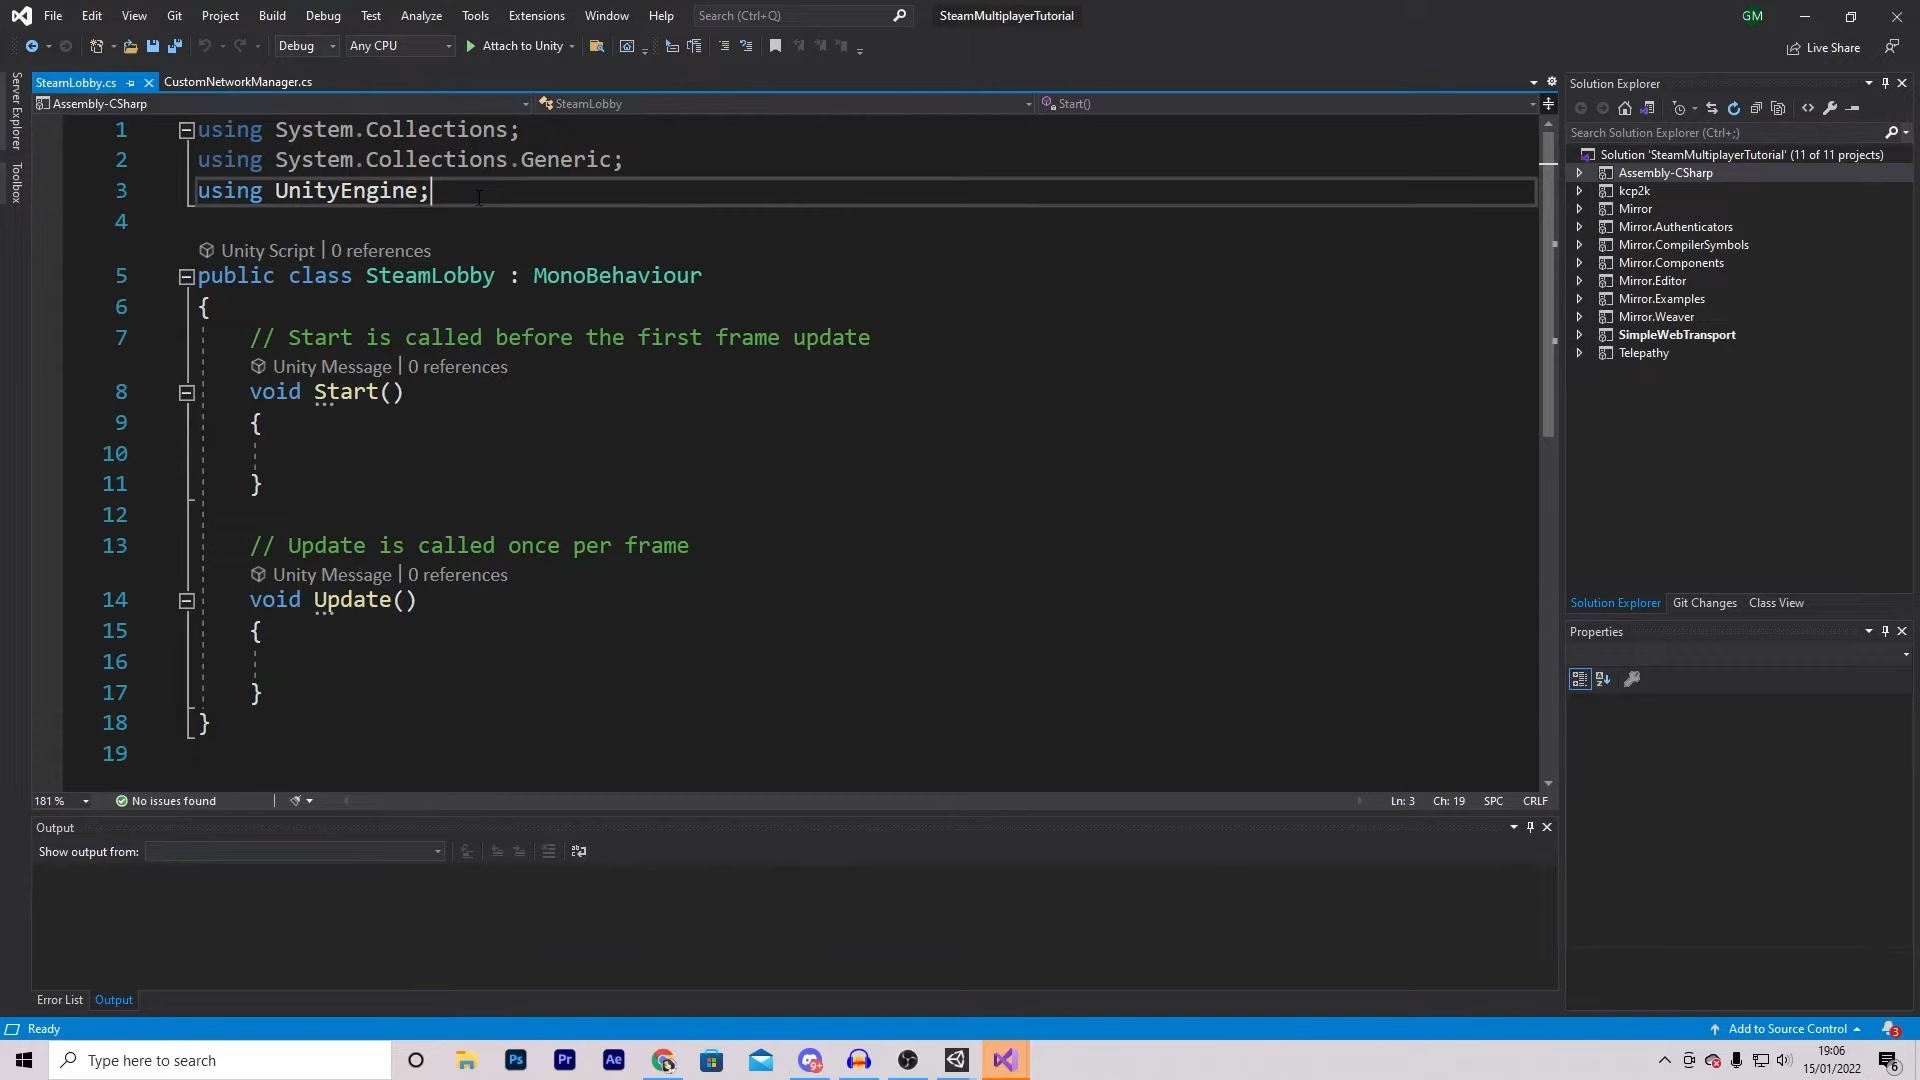 File Edit View Git Project Build Debug Test Analyze Tools Extensions Window Help Search (Ctrl+Q) SteamMultiplayerTutorial GM
Debug Any CPU Attach to Unity Live Share
Server Explorer
Toolbox
SteamLobby.cs CustomNetworkManager.cs
Assembly-CSharp SteamLobby Start()
1 using System.Collections;
2 using System.Collections.Generic;
3 using UnityEngine;
4
Unity Script | 0 references
5 public class SteamLobby : MonoBehaviour
6 {
7 // Start is called before the first frame update
Unity Message | 0 references
8 void Start()
9 {
10
11 }
12
13 // Update is called once per frame
Unity Message | 0 references
14 void Update()
15 {
16
17 }
18 }
19
181 % No issues found Ln: 3 Ch: 19 SPC CRLF
Output
Show output from:
Error List Output
Solution Explorer
Search Solution Explorer (Ctrl+;)
Solution 'SteamMultiplayerTutorial' (11 of 11 projects)
Assembly-CSharp
kcp2k
Mirror
Mirror.Authenticators
Mirror.CompilerSymbols
Mirror.Components
Mirror.Editor
Mirror.Examples
Mirror.Weaver
SimpleWebTransport
Telepathy
Solution Explorer Git Changes Class View
Properties
Ready Add to Source Control 3
Type here to search Ps Pr Ae 9+ 19:06
15/01/2022 6